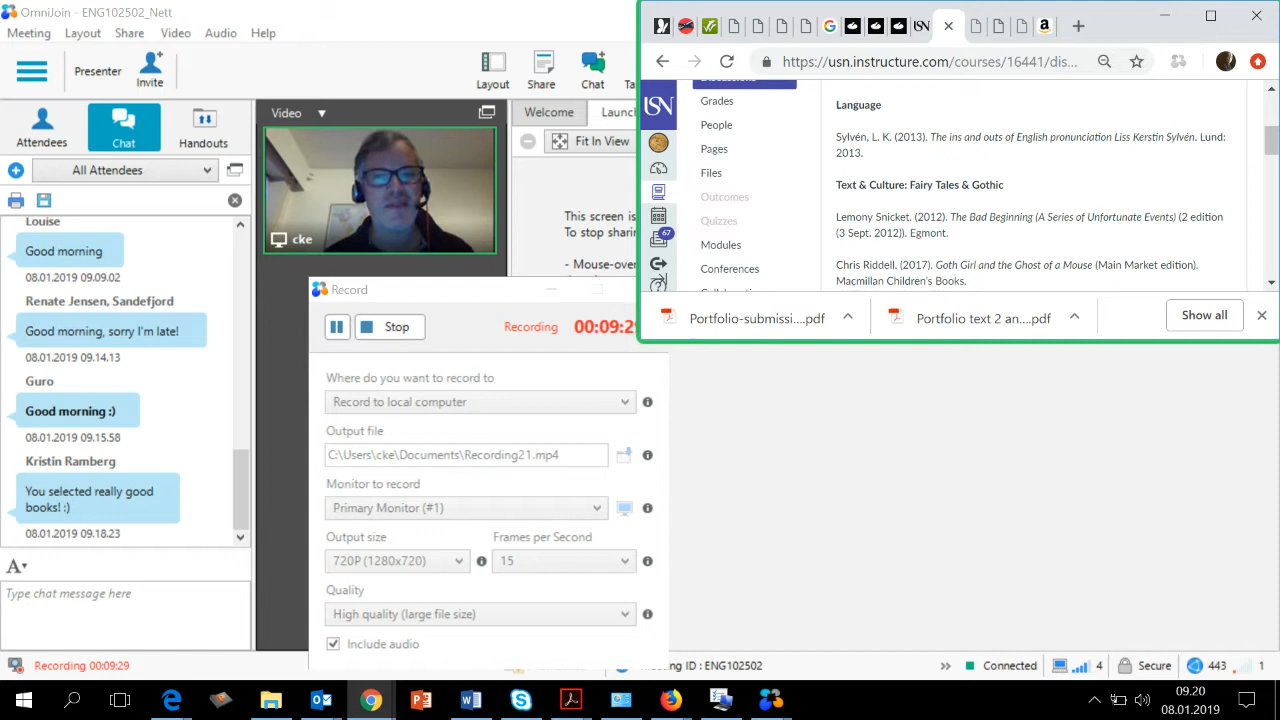 OmniJoin - ENG102502_Nett
Meeting Layout Share Video Audio Help
Presenter
Invite
Layout
Share
Chat
Attendees
Chat
Handouts
All Attendees
Louise
Good morning
08.01.2019 09.09.02
Renate Jensen, Sandefjord
Good morning, sorry I'm late!
08.01.2019 09.14.13
Guro
Good morning :)
08.01.2019 09.15.58
Kristin Ramberg
You selected really good
books! :)
08.01.2019 09.18.23
A
Type chat message here
Recording 00:09:29
Video
cke
Welcome
Fit In View
This screen is
To stop sharin
- Mouse-over
Record
Stop
Recording
00:09:29
Where do you want to record to
Record to local computer
Output file
C:\Users\cke\Documents\Recording21.mp4
Monitor to record
Primary Monitor (#1)
Output size
Frames per Second
720P (1280x720)
15
Quality
High quality (large file size)
Include audio
https://usn.instructure.com/courses/16441/dis...
USN
67
Grades
People
Pages
Files
Outcomes
Quizzes
Modules
Conferences
Language
Sylvén, L. K. (2013). The ins and outs of English pronunciation Liss Kerstin Sylvén. Lund:
2013.
Text & Culture: Fairy Tales & Gothic
Lemony Snicket. (2012). The Bad Beginning (A Series of Unfortunate Events) (2 edition
(3 Sept. 2012)). Egmont.
Chris Riddell. (2017). Goth Girl and the Ghost of a Mouse (Main Market edition).
Macmillan Children's Books.
Portfolio-submissi....pdf
Portfolio text 2 an....pdf
Show all
ID : ENG102502
Connected
4
Secure
443
1
09.20
08.01.2019